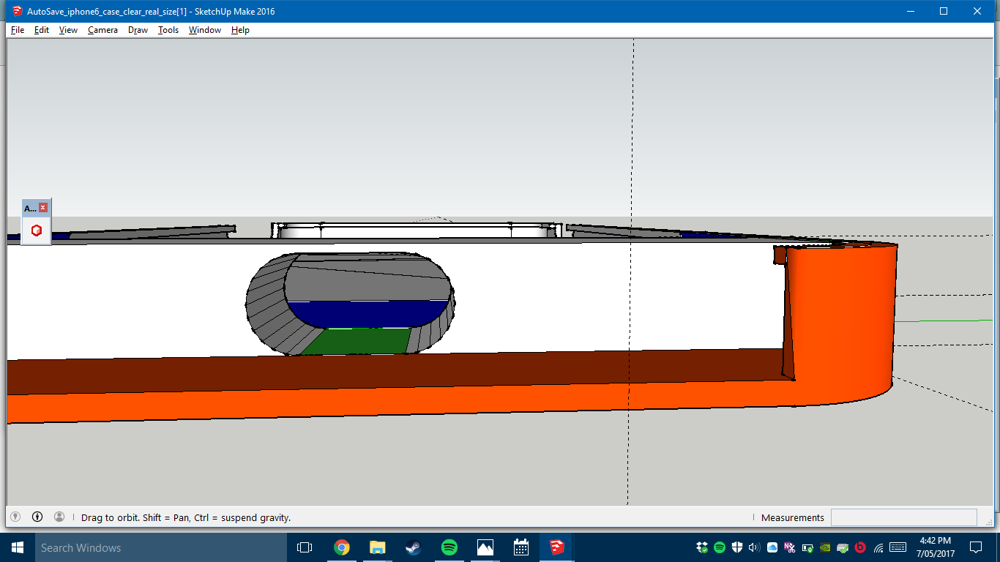 AutoSave_iphone6_case_clear_real_size[1] - SketchUp Make 2016
File Edit View Camera Draw Tools Window Help
A...
Drag to orbit. Shift = Pan, Ctrl = suspend gravity.
Measurements
Search Windows
4:42 PM
7/05/2017